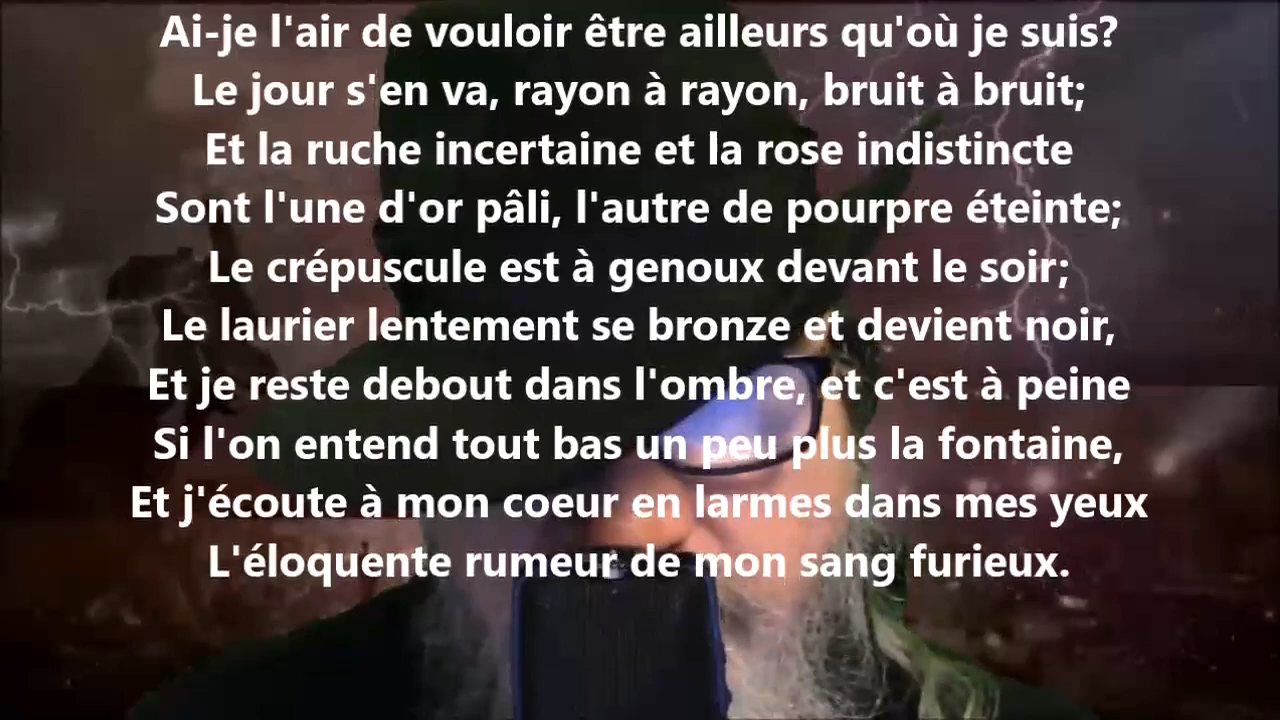 Ai-je l'air de vouloir être ailleurs qu'où je suis?
Le jour s'en va, rayon à rayon, bruit à bruit;
Et la ruche incertaine et la rose indistincte
Sont l'une d'or pâli, l'autre de pourpre éteinte;
Le crépuscule est à genoux devant le soir;
Le laurier lentement se bronze et devient noir,
Et je reste debout dans l'ombre, et c'est à peine
Si l'on entend tout bas un peu plus la fontaine,
Et j'écoute à mon coeur en larmes dans mes yeux
L'éloquente rumeur de mon sang furieux.